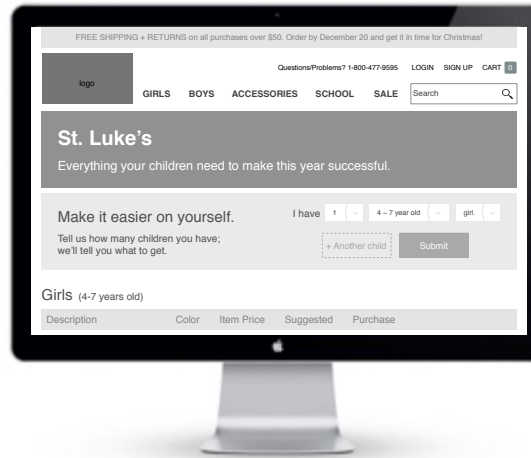 FREE SHIPPING + RETURNS on all purchases over $50. Order by December 20 and get it in time for Christmas!
Questions/Problems? 1-800-477-9595 LOGIN SIGN UP CART 0
logo
GIRLS BOYS ACCESSORIES SCHOOL SALE Search
St. Luke's
Everything your children need to make this year successful.
Make it easier on yourself. I have 1 4 – 7 year old girl.
Tell us how many children you have;
we'll tell you what to get.
+ Another child Submit
Girls (4-7 years old)
Description Color Item Price Suggested Purchase